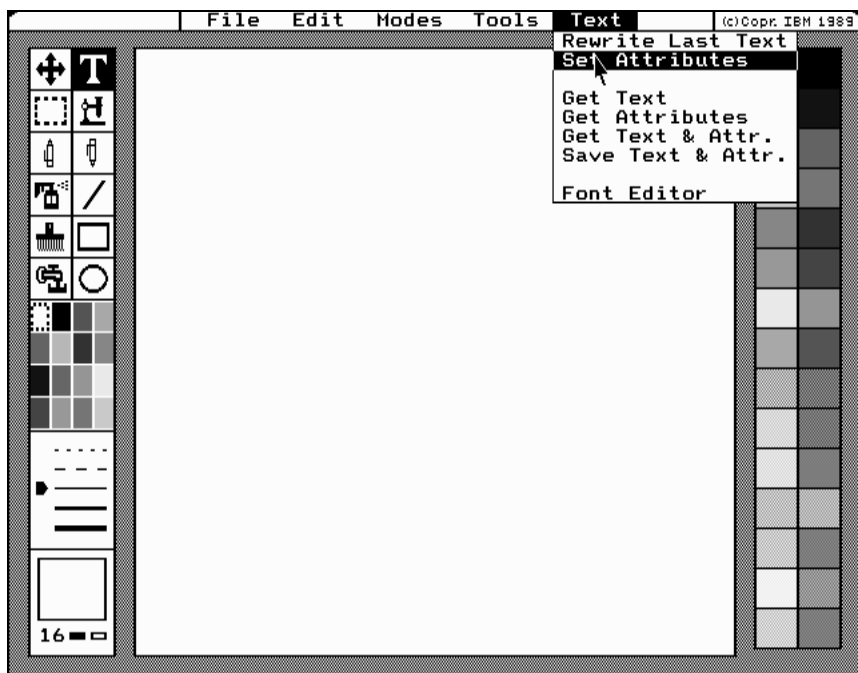 File Edit Modes Tools Text (c)Copr. IBM 1989
Rewrite Last Text
Set Attributes
Get Text
Get Attributes
Get Text & Attr.
Save Text & Attr.
Font Editor
T
16